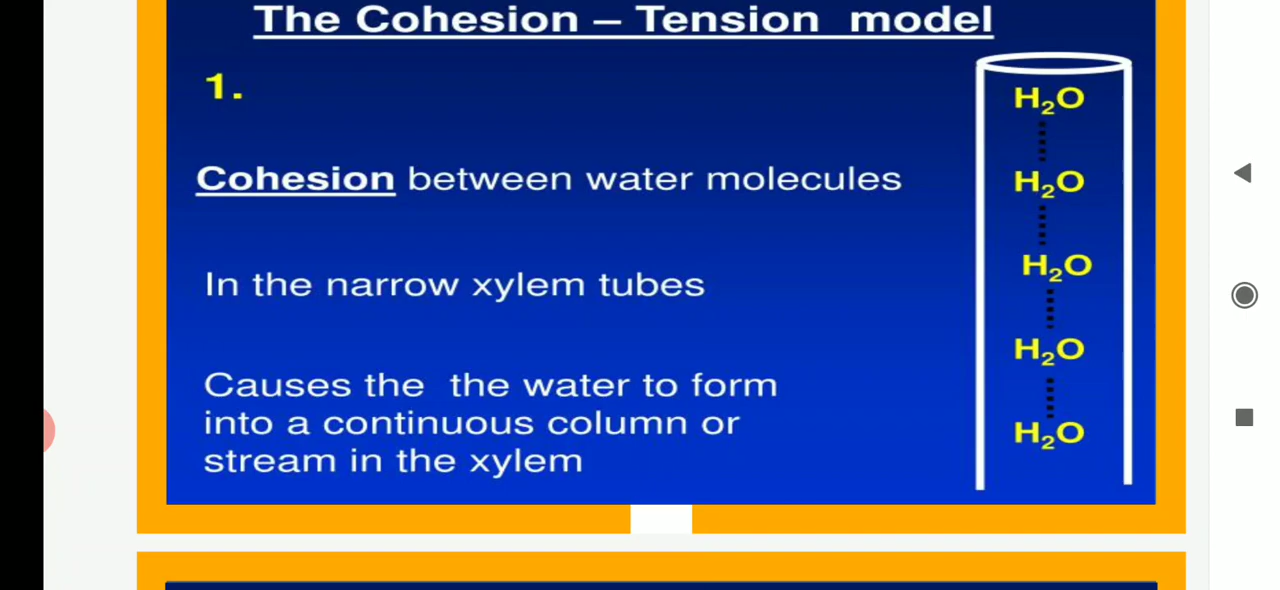 The Cohesion – Tension model
1.
Cohesion between water molecules
In the narrow xylem tubes
Causes the the water to form
into a continuous column or
stream in the xylem
H₂O
H₂O
H₂O
H₂O
H₂O